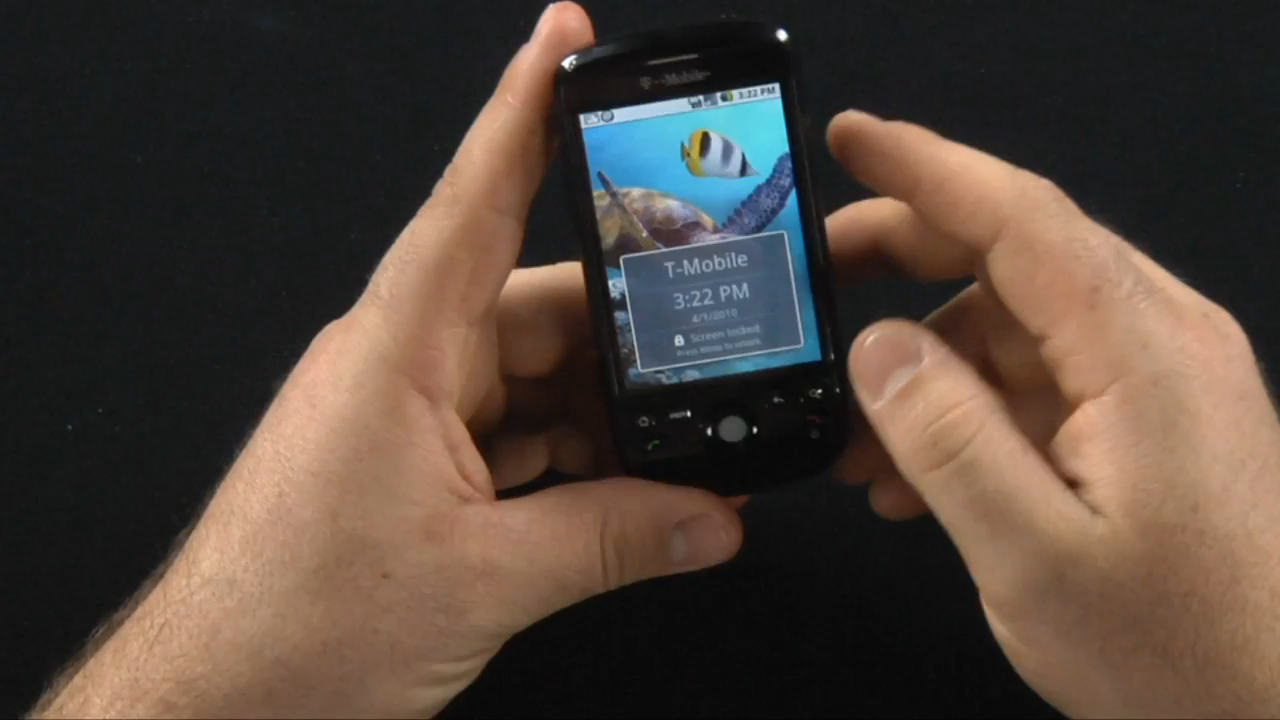 T-Mobile
3:22 PM
T-Mobile
3:22 PM
4/1/2010
Screen locked
Press Menu to unlock